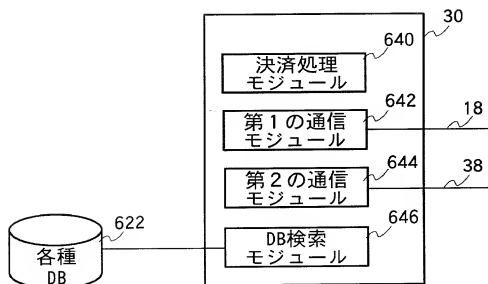 30
640
決済処理
モジュール
642
第1の通信
モジュール
18
644
第2の通信
モジュール
38
646
DB検索
モジュール
622
各種
DB